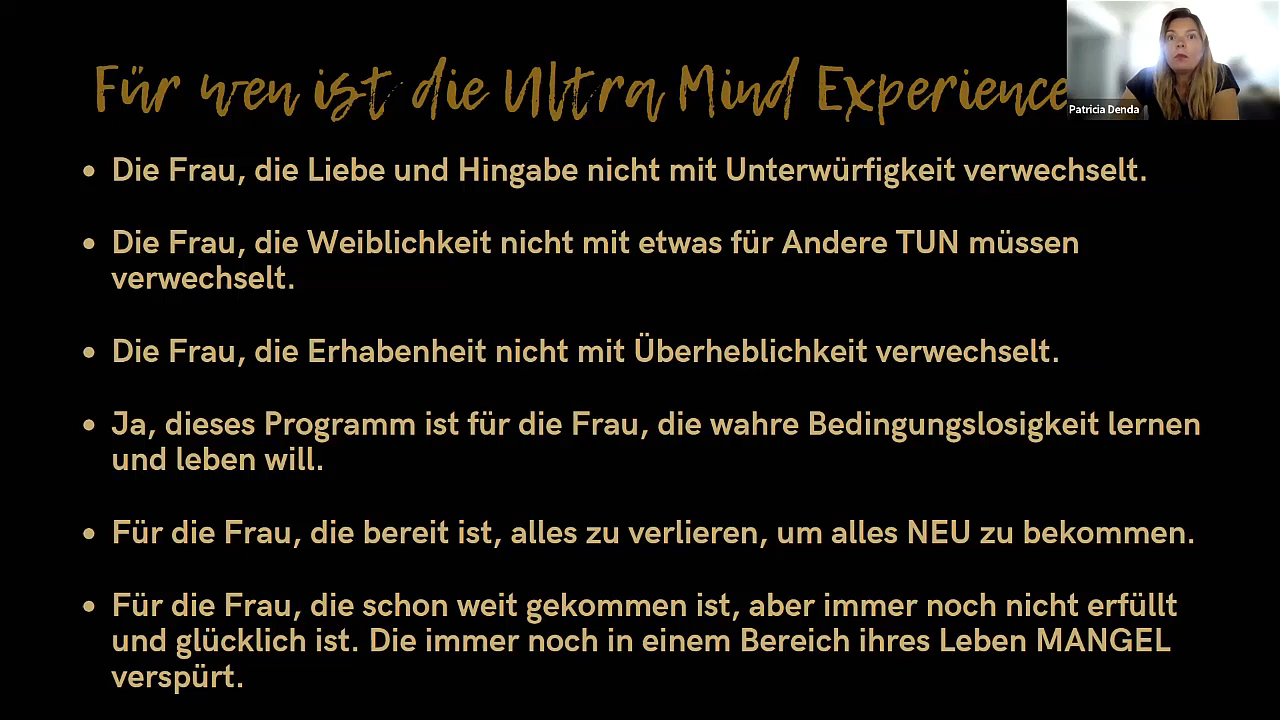 Für wen ist die Ultra Mind Experience
Patricia Denda
• Die Frau, die Liebe und Hingabe nicht mit Unterwürfigkeit verwechselt.
• Die Frau, die Weiblichkeit nicht mit etwas für Andere TUN müssen
verwechselt.
• Die Frau, die Erhabenheit nicht mit Überheblichkeit verwechselt.
• Ja, dieses Programm ist für die Frau, die wahre Bedingungslosigkeit lernen
und leben will.
• Für die Frau, die bereit ist, alles zu verlieren, um alles NEU zu bekommen.
• Für die Frau, die schon weit gekommen ist, aber immer noch nicht erfüllt
und glücklich ist. Die immer noch in einem Bereich ihres Leben MANGEL
verspürt.